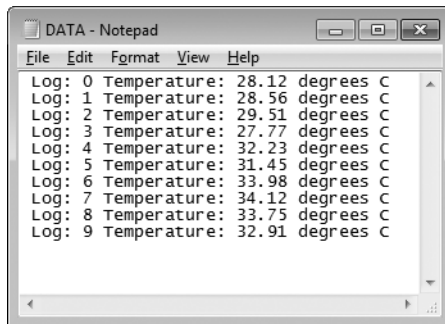 DATA - Notepad
File Edit Format View Help
Log: 0 Temperature: 28.12 degrees C
Log: 1 Temperature: 28.56 degrees C
Log: 2 Temperature: 29.51 degrees C
Log: 3 Temperature: 27.77 degrees C
Log: 4 Temperature: 32.23 degrees C
Log: 5 Temperature: 31.45 degrees C
Log: 6 Temperature: 33.98 degrees C
Log: 7 Temperature: 34.12 degrees C
Log: 8 Temperature: 33.75 degrees C
Log: 9 Temperature: 32.91 degrees C